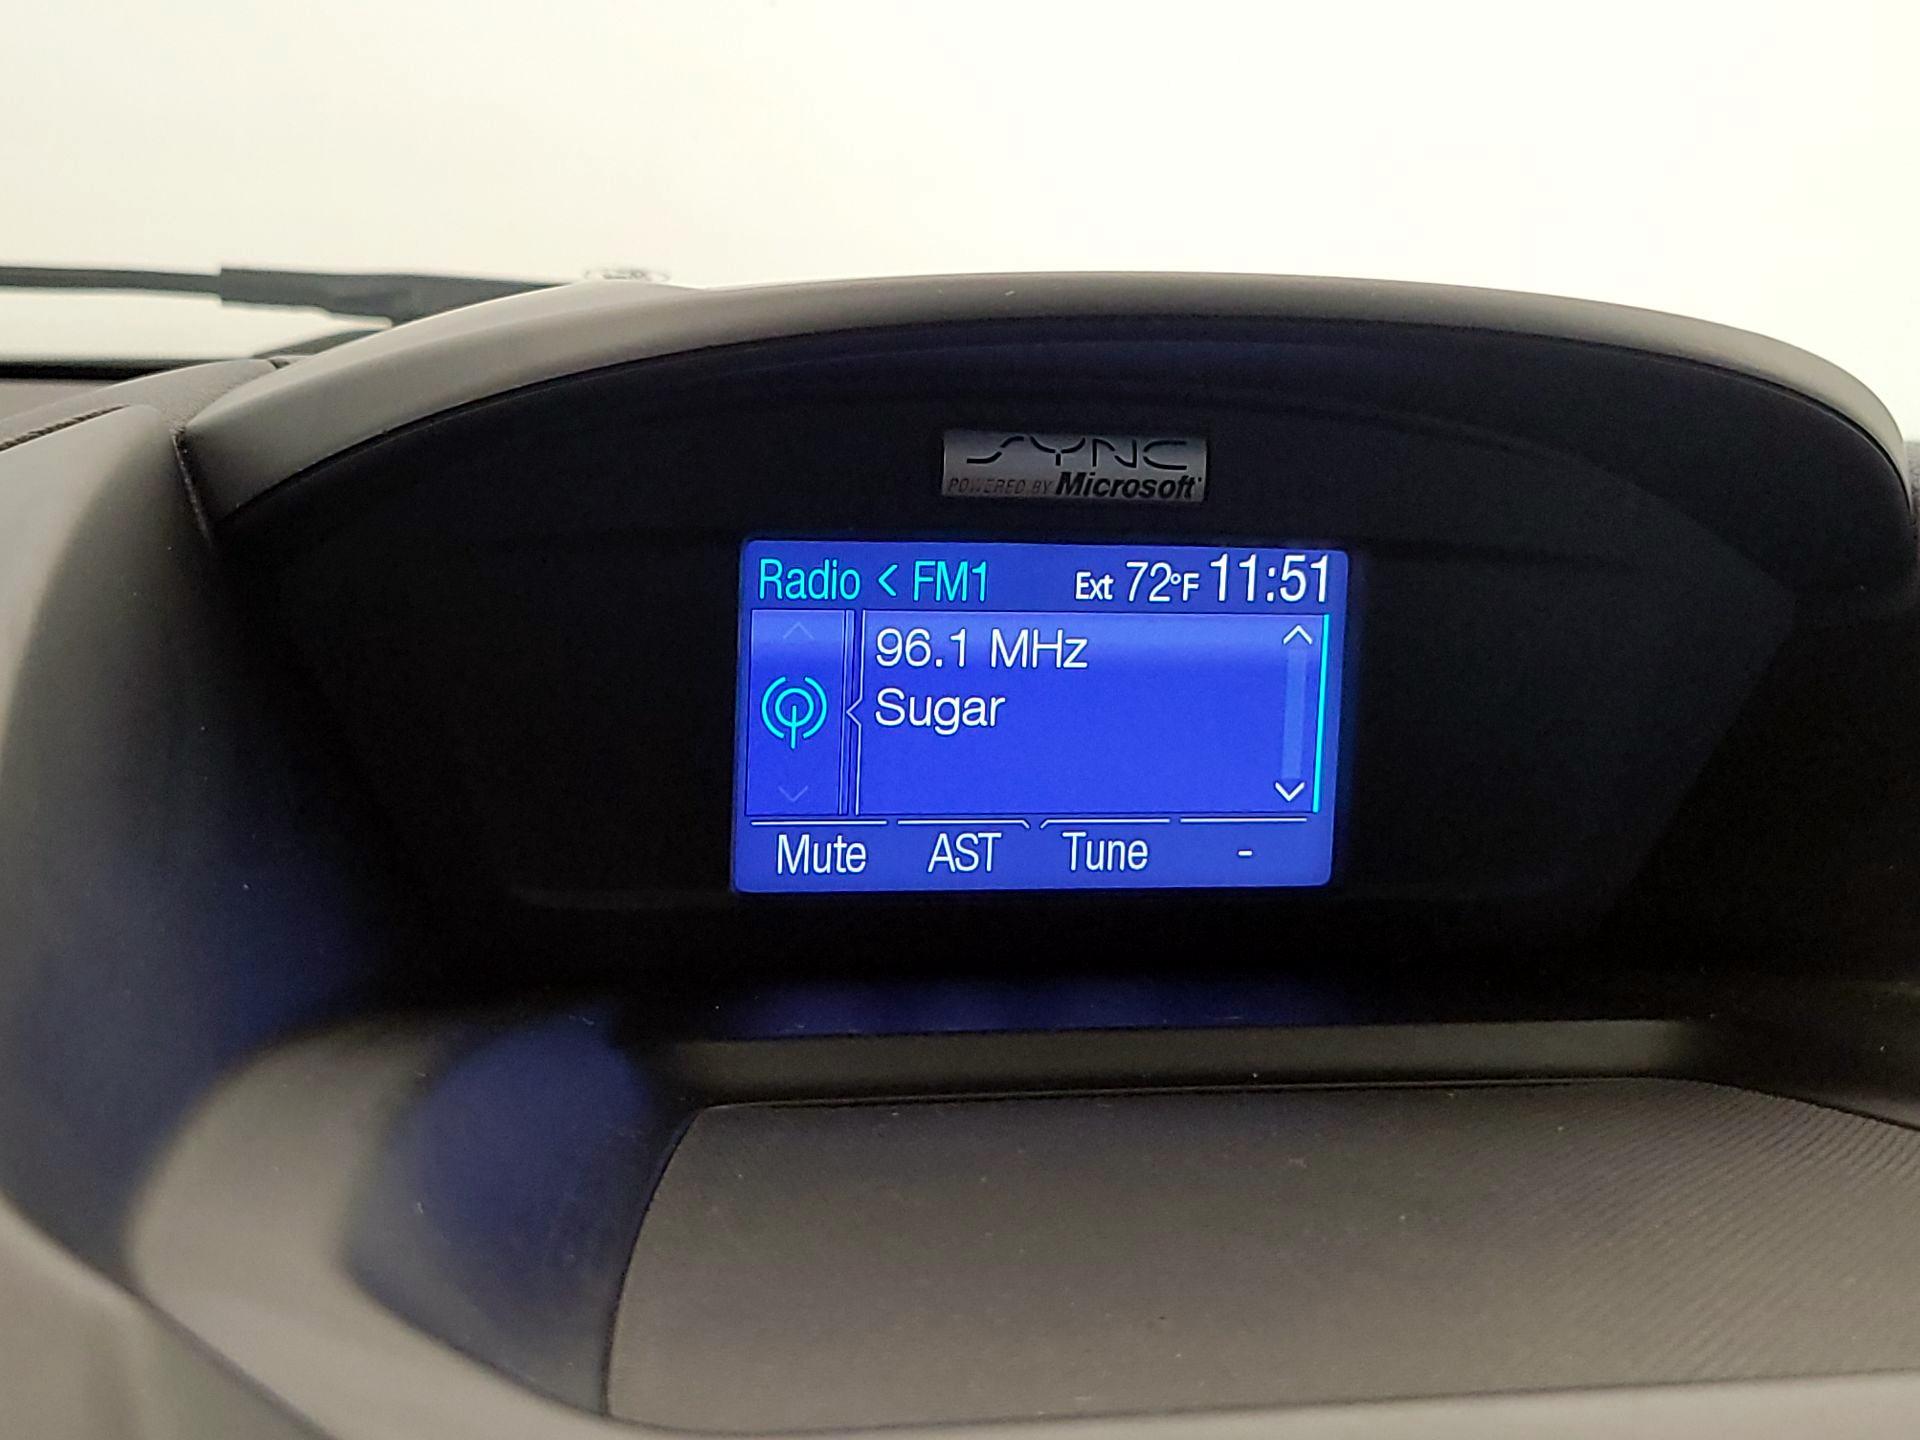 SYNC
POWERED BY Microsoft
Radio < FM1 Ext 72°F 11:51
96.1 MHz
Sugar
Mute AST Tune -